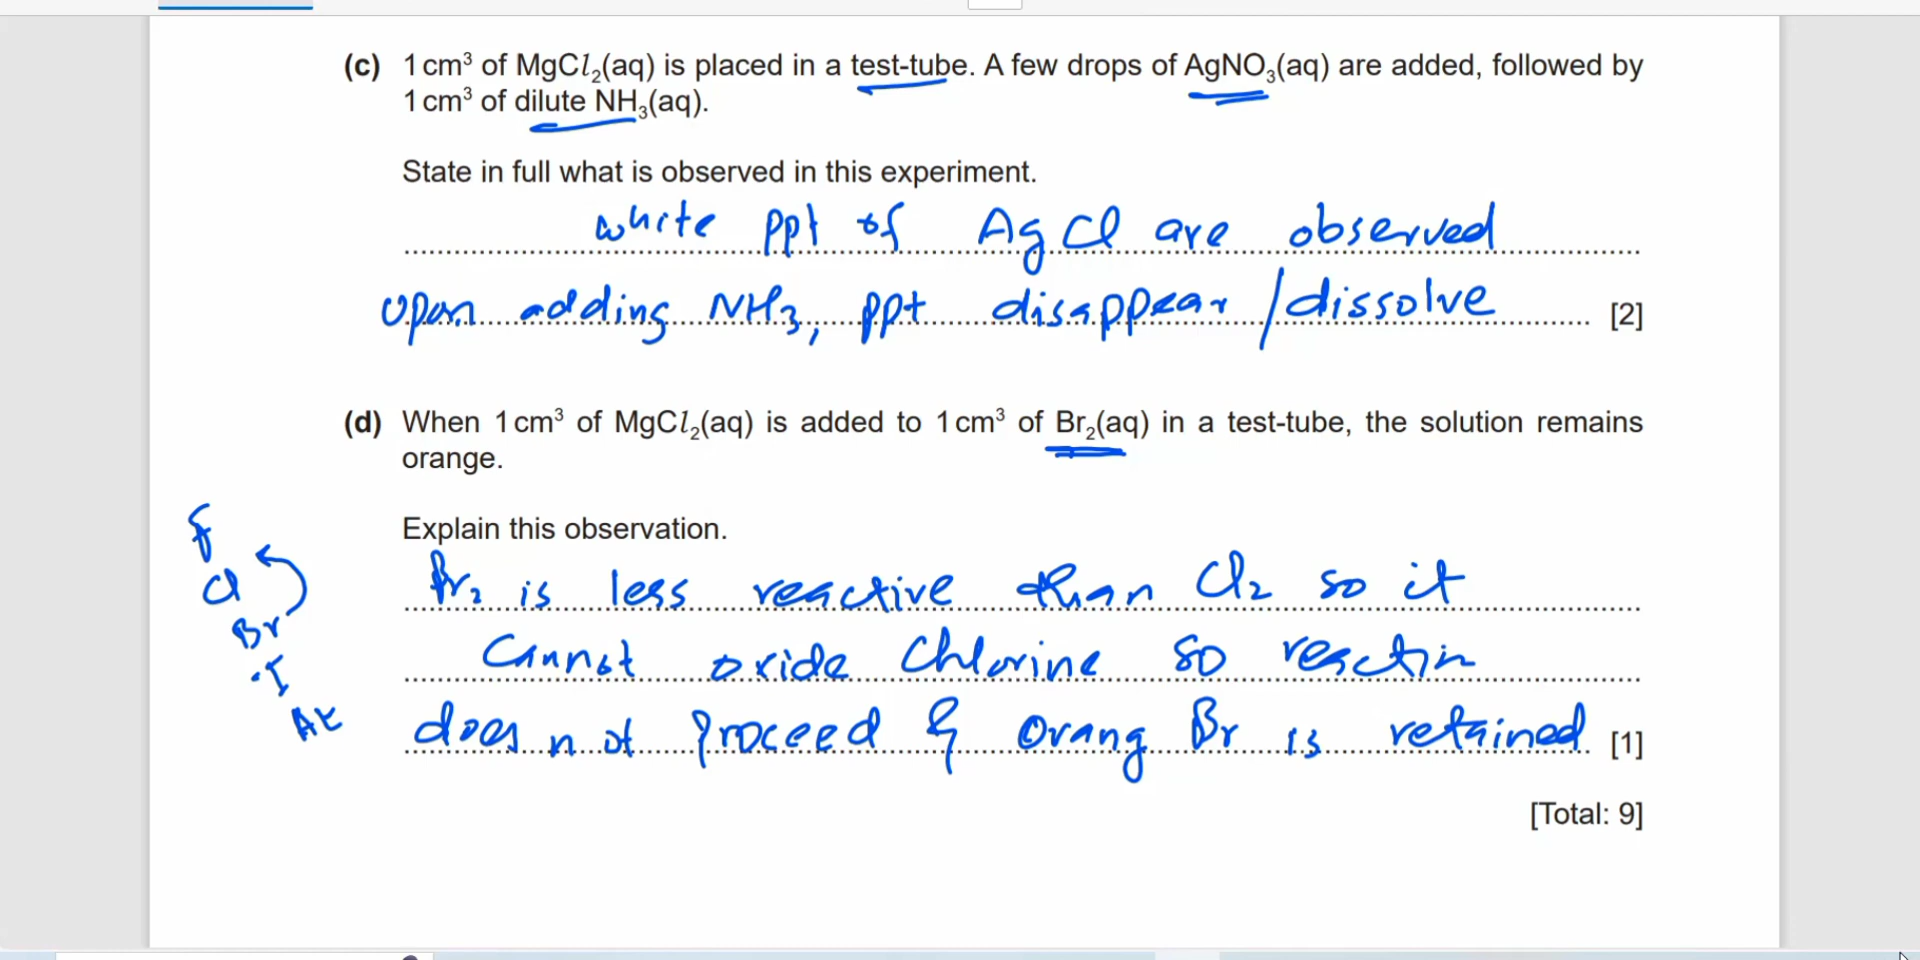 (c) 1 cm³ of MgCl₂(aq) is placed in a test-tube. A few drops of AgNO₃(aq) are added, followed by
1 cm³ of dilute NH₃(aq).
State in full what is observed in this experiment.
white ppt of AgCl are observed
upon adding NH3, ppt disappear / dissolve
[2]
(d) When 1 cm³ of MgCl₂(aq) is added to 1 cm³ of Br₂(aq) in a test-tube, the solution remains
orange.
Explain this observation.
F
Cl
Br
I
At
Br₂ is less reactive than Cl₂ so it
cannot oxide chlorine so reactin
does not proceed & orang Br is retained
[1]
[Total: 9]